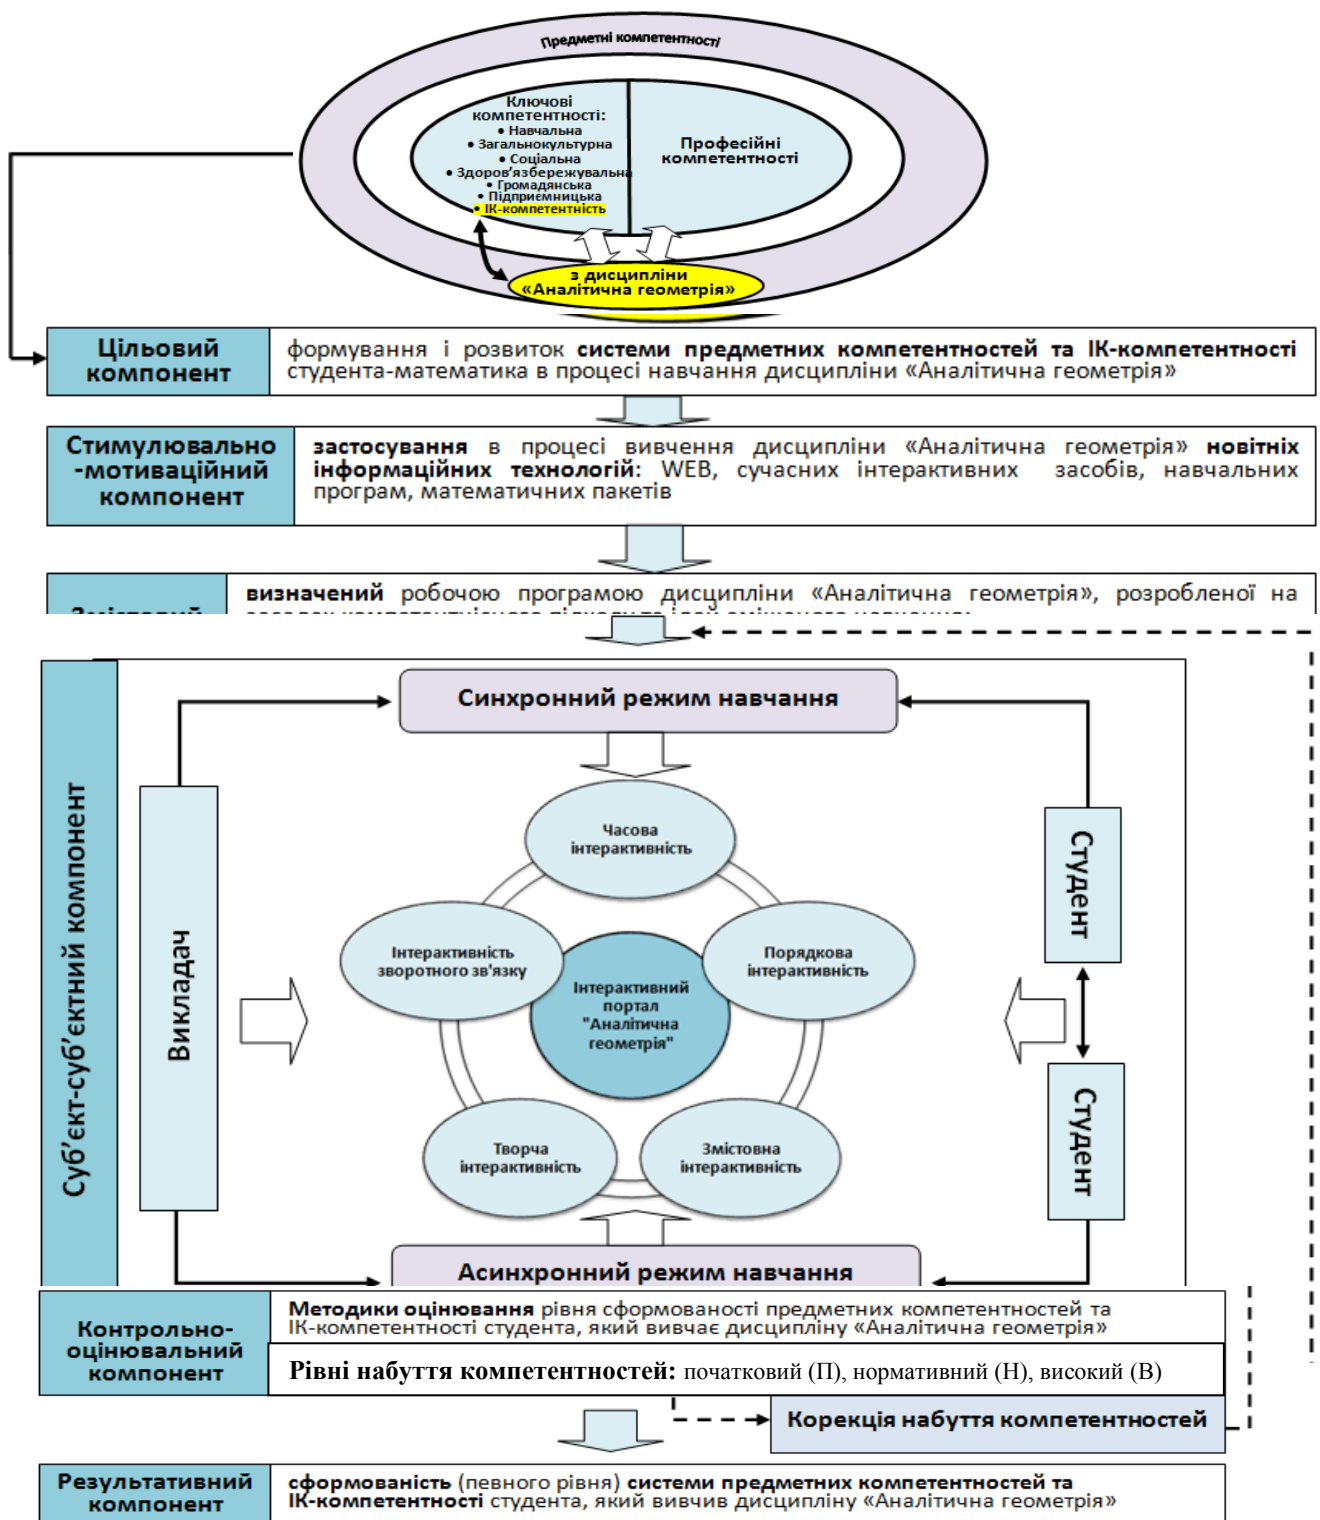 Предметні компетентності
Ключові
компетентності:
• Навчальна
• Загальнокультурна
• Соціальна
• Здоров’язбережувальна
• Громадянська
• Підприємницька
• ІК-компетентність
Професійні
компетентності
з дисципліни
«Аналітична геометрія»
Цільовий
компонент
формування і розвиток системи предметних компетентностей та ІК-компетентності
студента-математика в процесі навчання дисципліни «Аналітична геометрія»
Стимулювально
-мотиваційний
компонент
застосування в процесі вивчення дисципліни «Аналітична геометрія» новітніх
інформаційних технологій: WEB, сучасних інтерактивних засобів, навчальних
програм, математичних пакетів
визначений робочою програмою дисципліни «Аналітична геометрія», розробленої на
Суб’єкт-суб’єктний компонент
Синхронний режим навчання
Викладач
Часова
інтерактивність
Інтерактивність
зворотного зв'язку
Порядкова
інтерактивність
Інтерактивний
портал
"Аналітична
геометрія"
Творча
інтерактивність
Змістовна
інтерактивність
Студент
Студент
Асинхронний режим навчання
Контрольно-
оцінювальний
компонент
Методики оцінювання рівня сформованості предметних компетентностей та
ІК-компетентності студента, який вивчає дисципліну «Аналітична геометрія»
Рівні набуття компетентностей: початковий (П), нормативний (Н), високий (В)
Корекція набуття компетентностей
Результативний
компонент
сформованість (певного рівня) системи предметних компетентностей та
ІК-компетентності студента, який вивчив дисципліну «Аналітична геометрія»